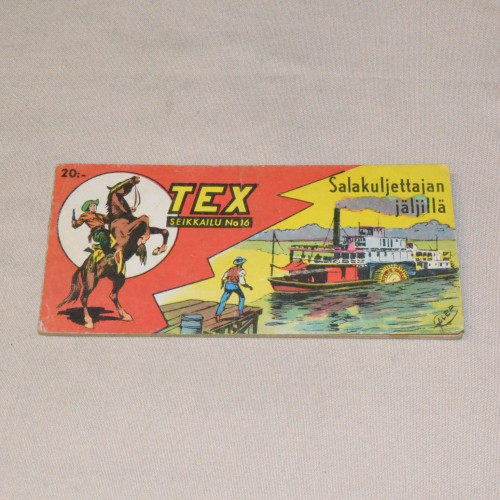 20:-
TEX
SEIKKAILU No 16
Salakuljettajan
jäljillä